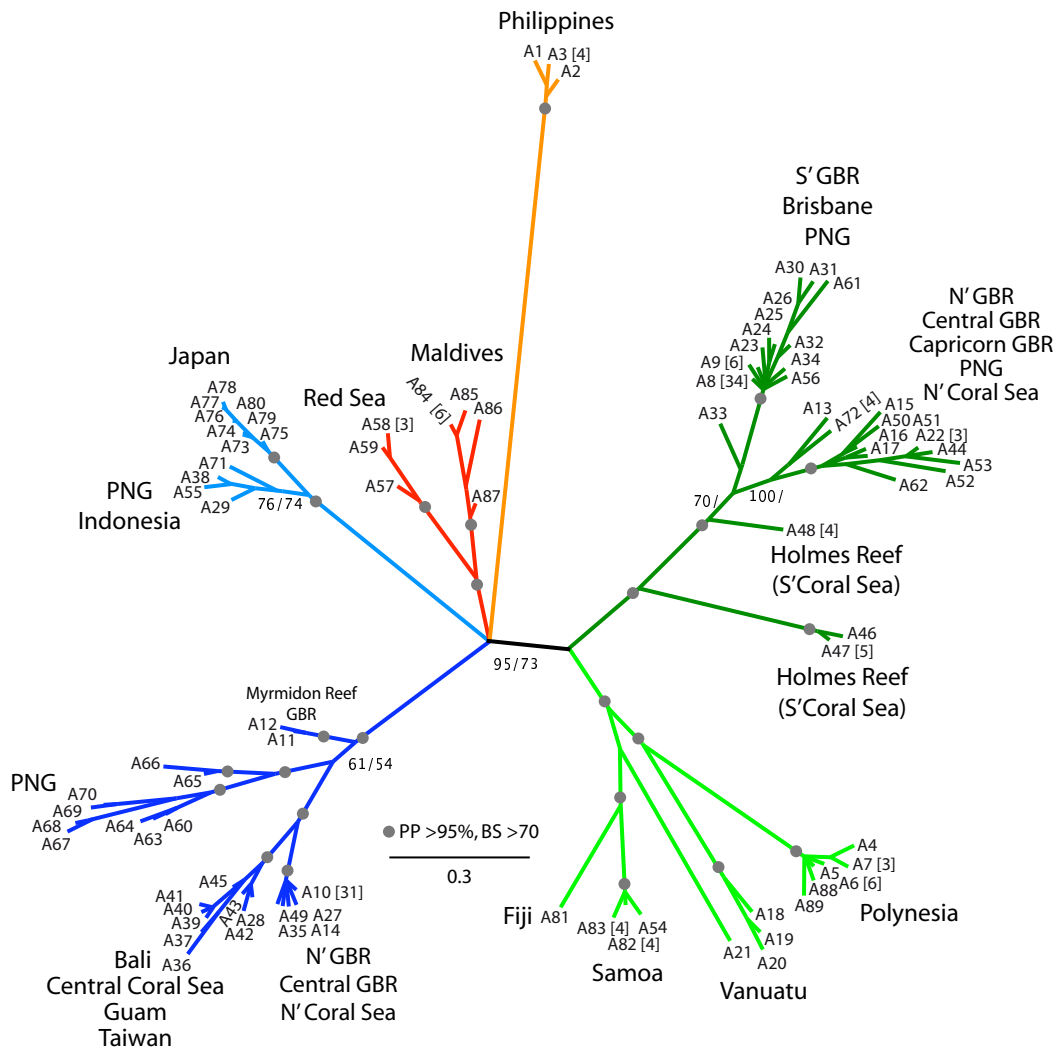 Philippines
A1 A3 [4]
A2
S' GBR
Brisbane
PNG
A30 A31
A61
A26
A25
A24
A23
A32
A34
A9 [6]
A8 [34]
A56
A33
N' GBR
Central GBR
Capricorn GBR
PNG
N' Coral Sea
A13
A72 [4]
A15
A50 A51
A16 A22 [3]
A17 A44
A53
A52
A62
Japan
A78
A77 A80
A76 A79
A74 A75
A73
A71
A38
A55
A29
PNG
Indonesia
76/74
Red Sea
A58 [3]
A59
A57
Maldives
A84 [6]
A85
A86
A87
70/
100/
A48 [4]
Holmes Reef
(S'Coral Sea)
A46
A47 [5]
Holmes Reef
(S'Coral Sea)
95/73
Myrmidon Reef
GBR
A12
A11
61/54
PNG
A66
A65
A70
A69
A68
A67
A64
A63
A60
PP >95%, BS >70
0.3
A45
A41
A40
A39
A43
A28
A42
A37
A36
Bali
Central Coral Sea
Guam
Taiwan
A10 [31]
A49 A27
A35 A14
N' GBR
Central GBR
N' Coral Sea
Fiji
A81
A83 [4]
A54
A82 [4]
Samoa
A21
A18
A19
A20
Vanuatu
A4
A7 [3]
A5
A6 [6]
A88
A89
Polynesia